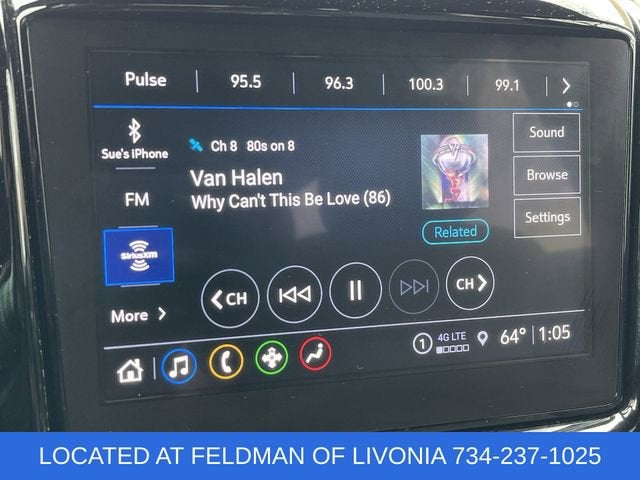 Pulse 95.5 96.3 100.3 99.1
Sue's iPhone
Ch 8 80s on 8
Sound
Van Halen
Why Can't This Be Love (86)
FM
Browse
Related
Settings
SiriusXM
More
CH CH
1 4G LTE 64° 1:05
LOCATED AT FELDMAN OF LIVONIA 734-237-1025